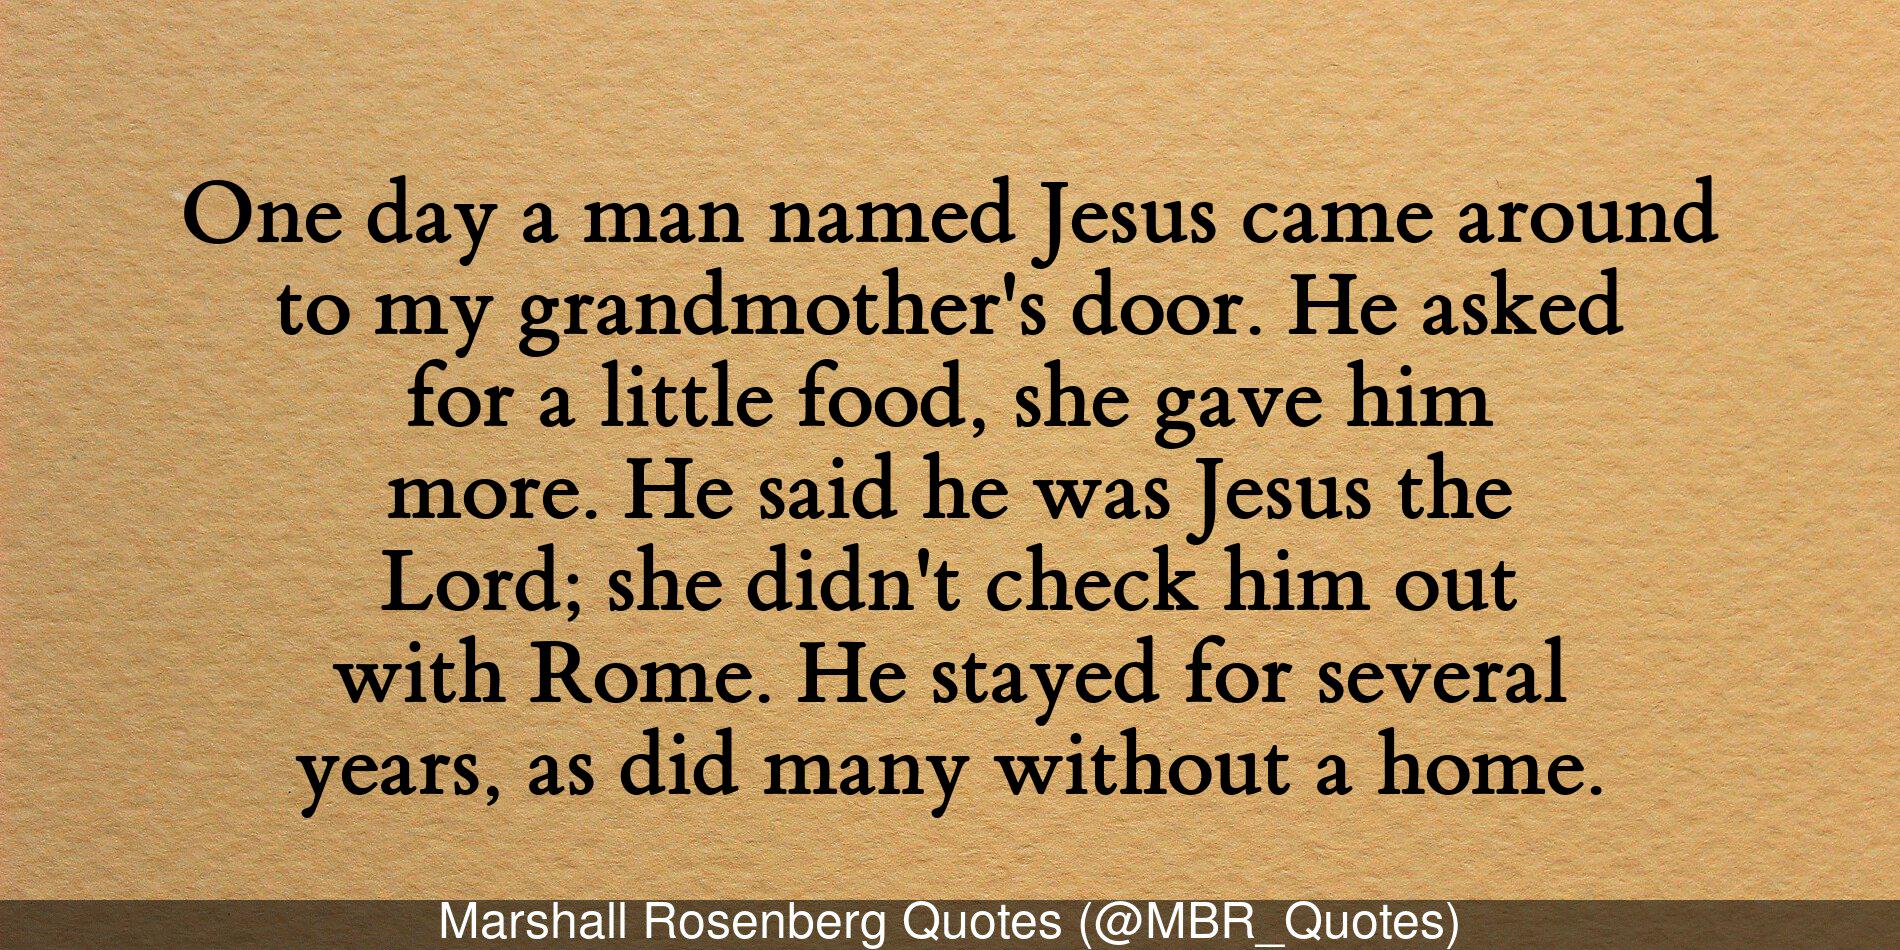 One day a man named Jesus came around
to my grandmother's door. He asked
for a little food, she gave him
more. He said he was Jesus the
Lord; she didn't check him out
with Rome. He stayed for several
years, as did many without a home.
Marshall Rosenberg Quotes (@MBR_Quotes)